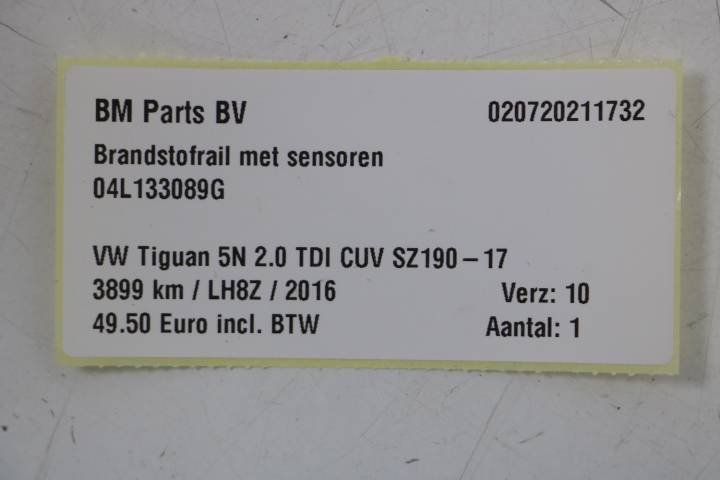 BM Parts BV 020720211732
Brandstofrail met sensoren
04L133089G
VW Tiguan 5N 2.0 TDI CUV SZ190-17
3899 km / LH8Z / 2016 Verz: 10
49.50 Euro incl. BTW Aantal: 1